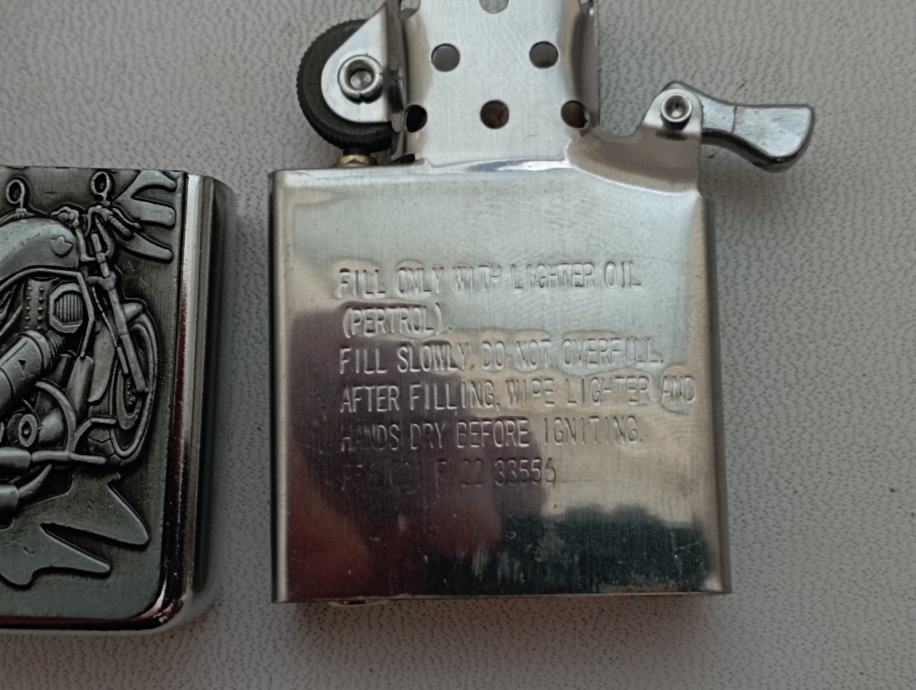 FILL ONLY WITH LIGHTER OIL
(PERTROL).
FILL SLOWLY. DO NOT OVERFILL.
AFTER FILLING, WIPE LIGHTER AND
HANDS DRY BEFORE IGNITING.
33556